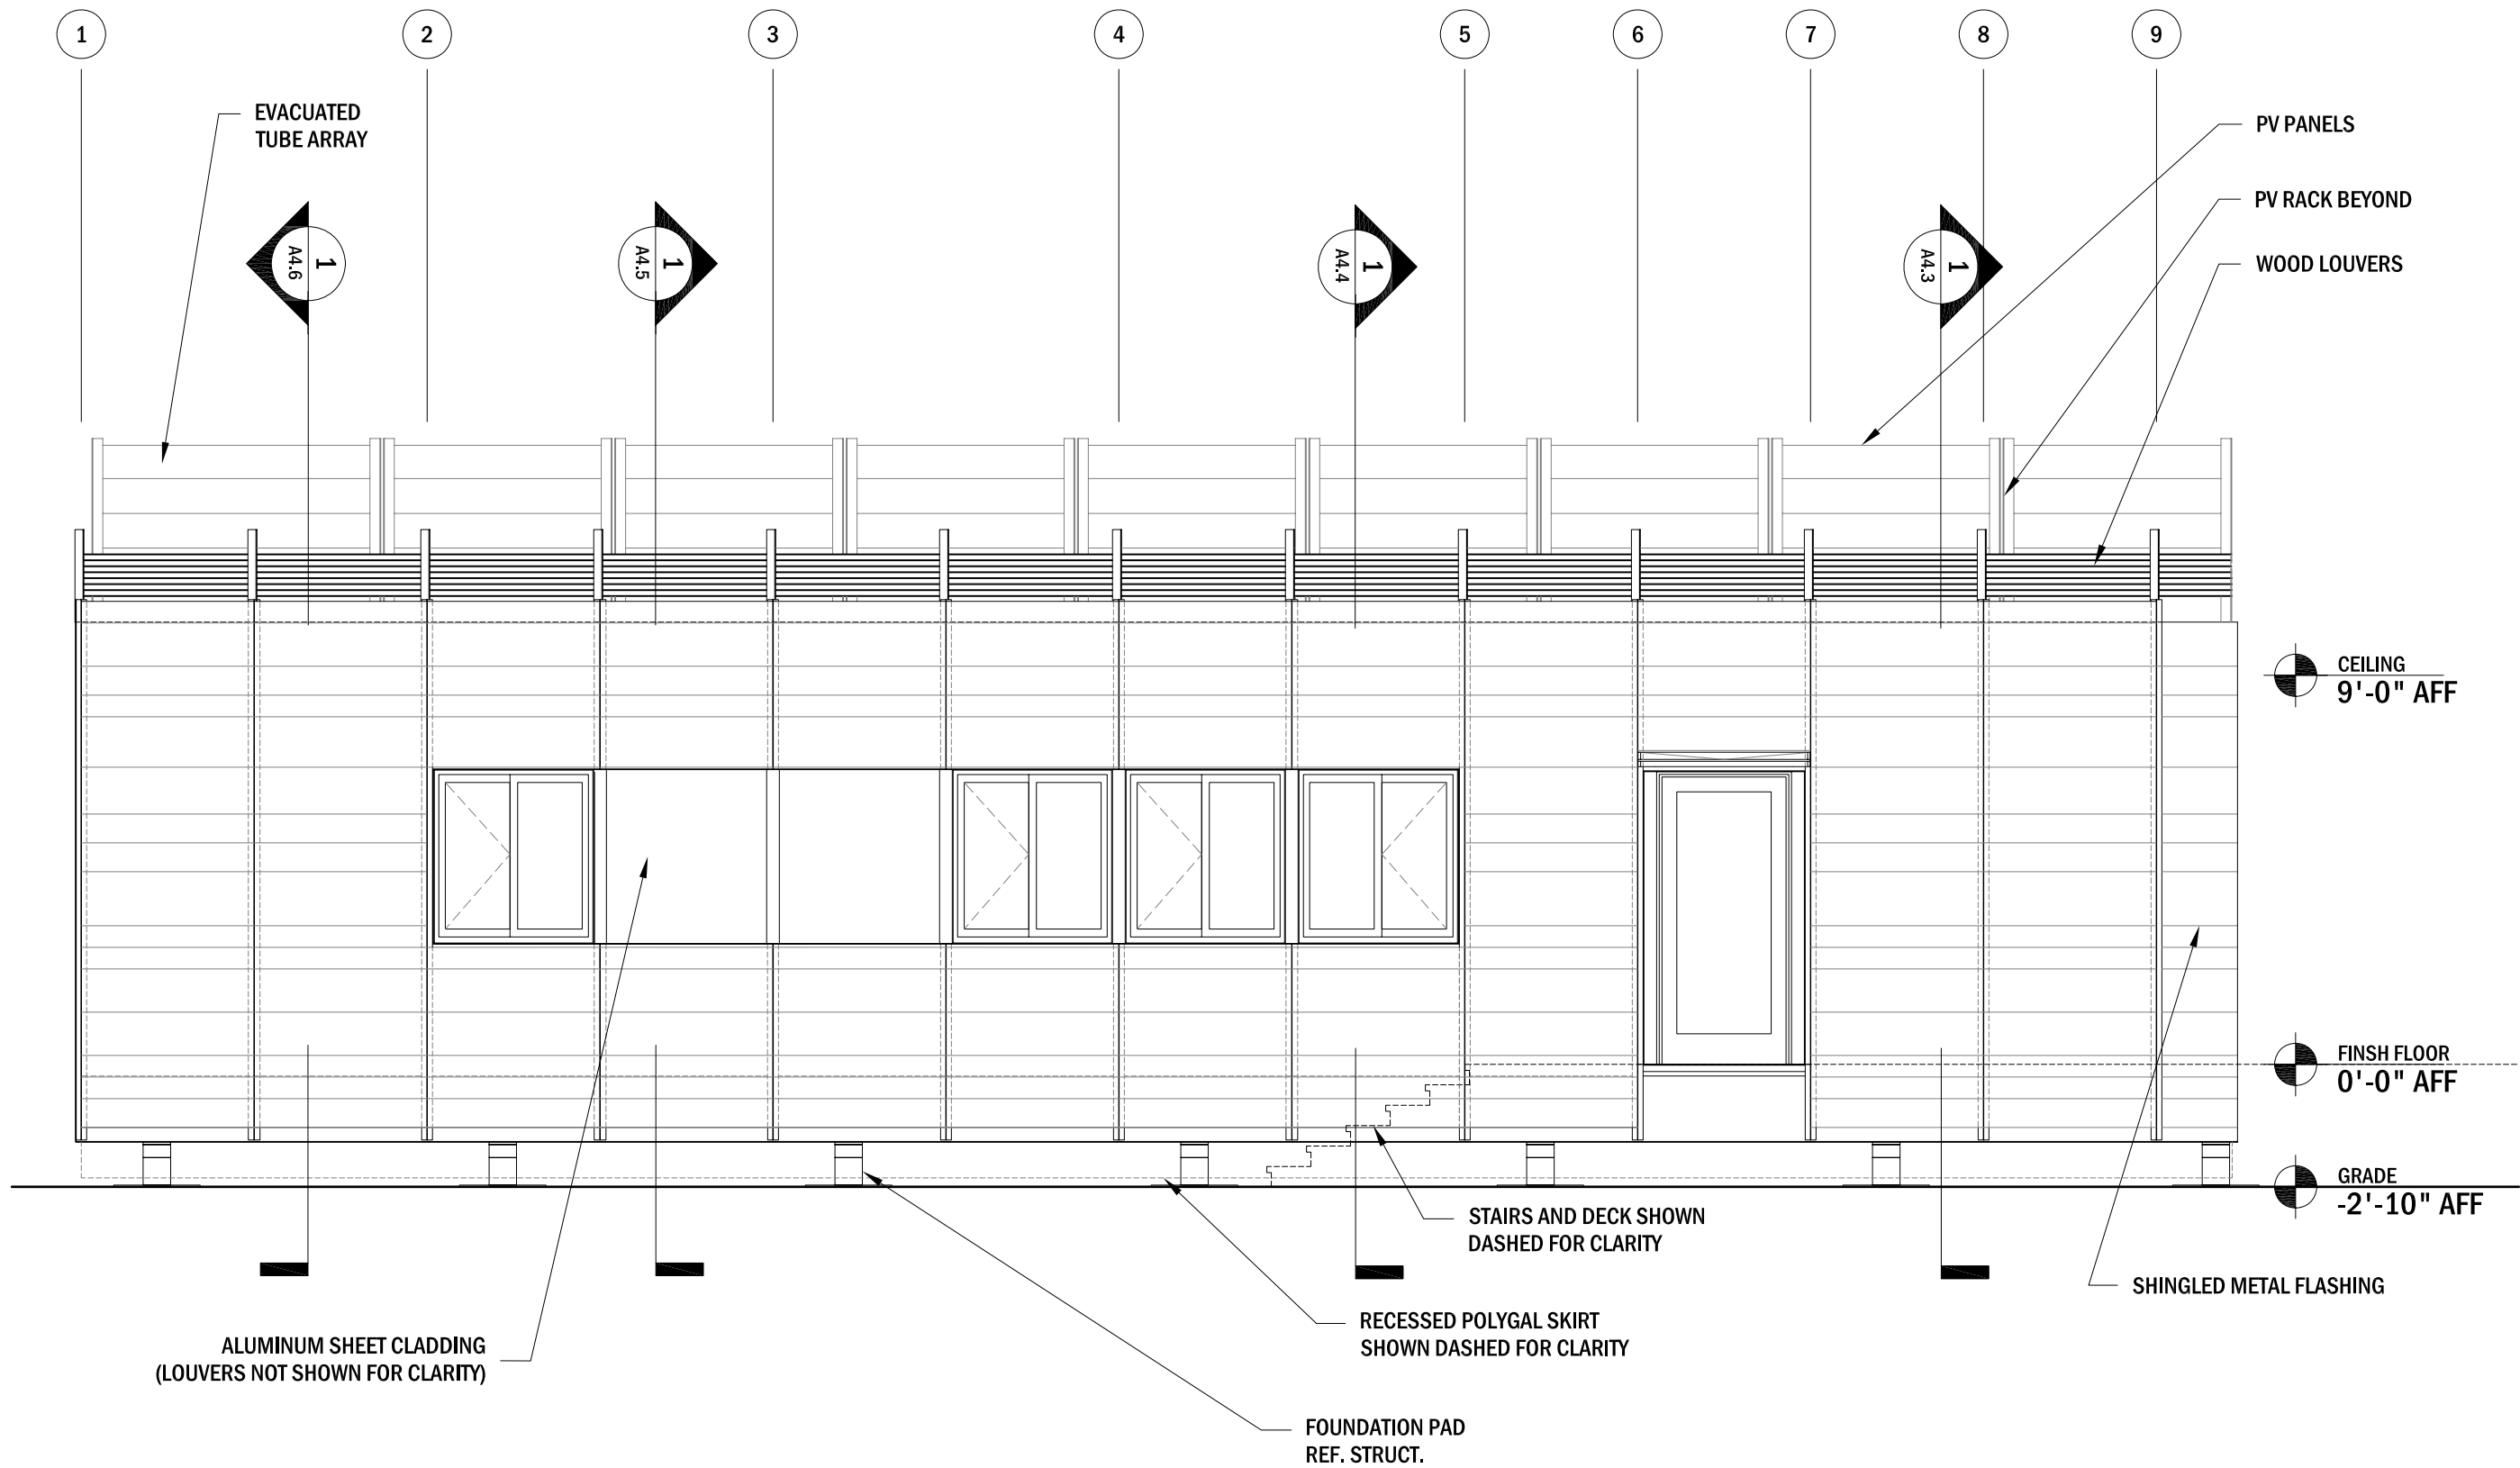 1 2 3 4 5 6 7 8 9
EVACUATED
TUBE ARRAY
PV PANELS
PV RACK BEYOND
WOOD LOUVERS
1
A4.6
1
A4.5
1
A4.4
1
A4.3
CEILING
9'-0" AFF
FINSH FLOOR
0'-0" AFF
GRADE
-2'-10" AFF
STAIRS AND DECK SHOWN
DASHED FOR CLARITY
SHINGLED METAL FLASHING
RECESSED POLYGAL SKIRT
SHOWN DASHED FOR CLARITY
ALUMINUM SHEET CLADDING
(LOUVERS NOT SHOWN FOR CLARITY)
FOUNDATION PAD
REF. STRUCT.